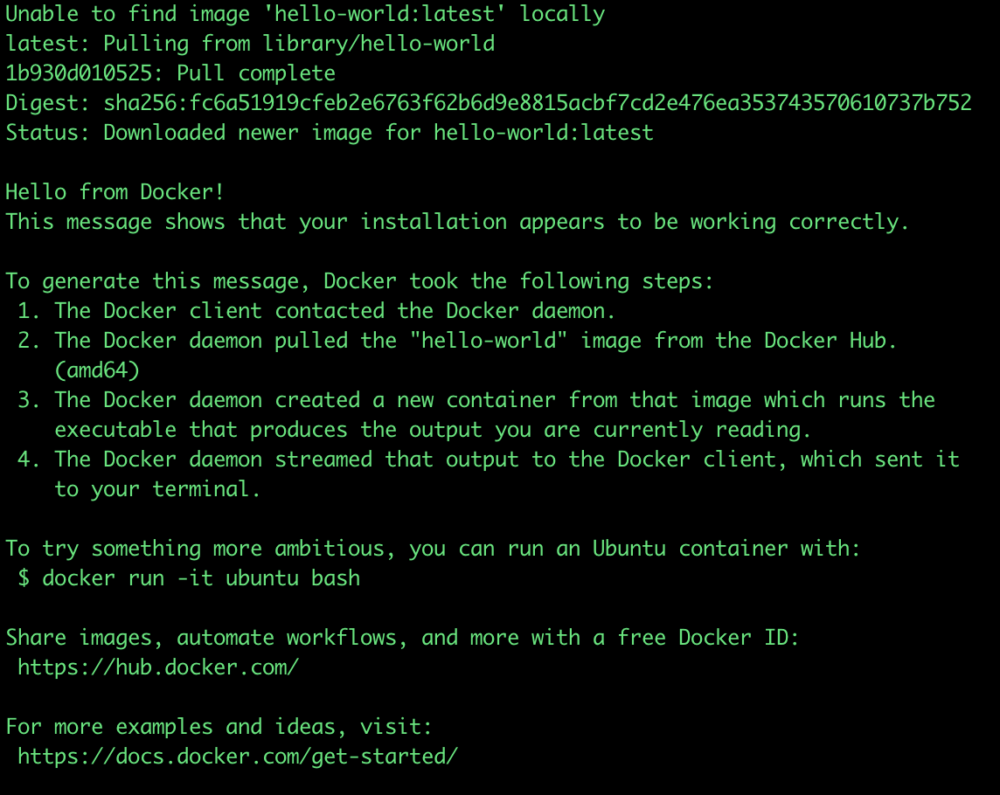 Unable to find image 'hello-world:latest' locally
latest: Pulling from library/hello-world
1b930d010525: Pull complete
Digest: sha256:fc6a51919cfeb2e6763f62b6d9e8815acbf7cd2e476ea353743570610737b752
Status: Downloaded newer image for hello-world:latest

Hello from Docker!
This message shows that your installation appears to be working correctly.

To generate this message, Docker took the following steps:
 1. The Docker client contacted the Docker daemon.
 2. The Docker daemon pulled the "hello-world" image from the Docker Hub.
    (amd64)
 3. The Docker daemon created a new container from that image which runs the
    executable that produces the output you are currently reading.
 4. The Docker daemon streamed that output to the Docker client, which sent it
    to your terminal.

To try something more ambitious, you can run an Ubuntu container with:
 $ docker run -it ubuntu bash

Share images, automate workflows, and more with a free Docker ID:
 https://hub.docker.com/

For more examples and ideas, visit:
 https://docs.docker.com/get-started/